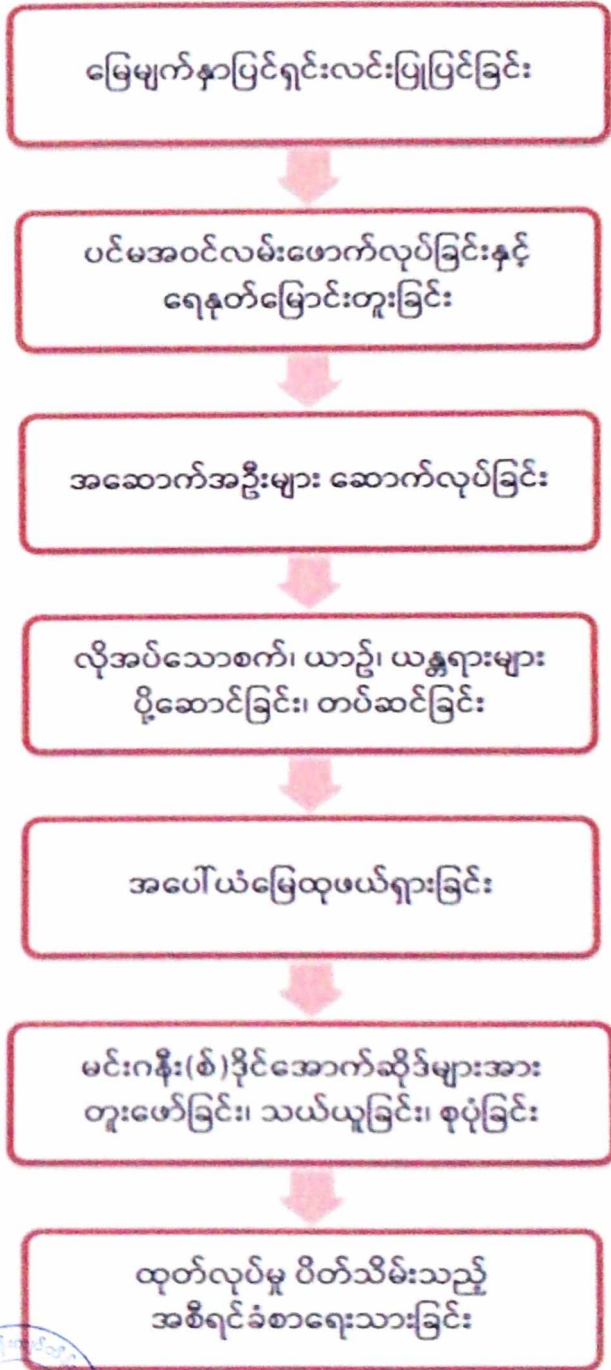 မြေမျက်နှာပြင်ရှင်းလင်းပြုပြင်ခြင်း
ပင်မအဝင်လမ်းဖောက်လုပ်ခြင်းနှင့်
ရေနုတ်မြောင်းတူးခြင်း
အဆောက်အဦးများ ဆောက်လုပ်ခြင်း
လိုအပ်သောစက်၊ ယာဉ်၊ ယန္တရားများ
ပို့ဆောင်ခြင်း၊ တပ်ဆင်ခြင်း
အပေါ်ယံမြေထုဖယ်ရှားခြင်း
မင်းဂနီး(စ်)ဒိုင်အောက်ဆိုဒ်များအား
တူးဖော်ခြင်း၊ သယ်ယူခြင်း၊ စုပုံခြင်း
ထုတ်လုပ်မှု ပိတ်သိမ်းသည့်
အစီရင်ခံစာရေးသားခြင်း